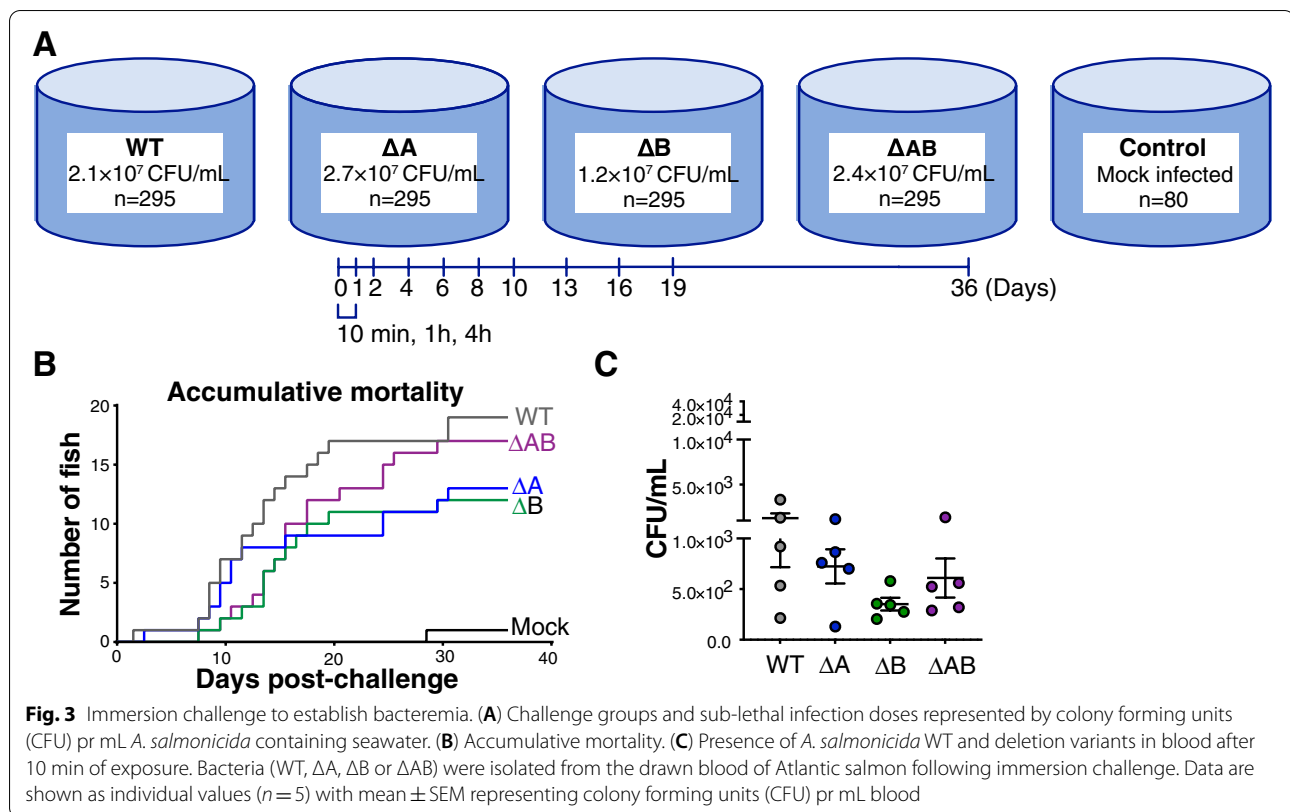 A
WT
2.1×10⁷ CFU/mL
n=295
ΔA
2.7×10⁷ CFU/mL
n=295
ΔB
1.2×10⁷ CFU/mL
n=295
ΔAB
2.4×10⁷ CFU/mL
n=295
Control
Mock infected
n=80
0 1 2 4 6 8 10 13 16 19 36 (Days)
10 min, 1h, 4h
B
Accumulative mortality
Number of fish
20
15
10
5
0
WT
ΔAB
ΔA
ΔB
Mock
0 10 20 30 40
Days post-challenge
C
CFU/mL
4.0×10⁴
2.0×10⁴
1.0×10⁴
5.0×10³
1.0×10³
5.0×10²
0.0
WT ΔA ΔB ΔAB
Fig. 3 Immersion challenge to establish bacteremia. (A) Challenge groups and sub-lethal infection doses represented by colony forming units
(CFU) pr mL A. salmonicida containing seawater. (B) Accumulative mortality. (C) Presence of A. salmonicida WT and deletion variants in blood after
10 min of exposure. Bacteria (WT, ΔA, ΔB or ΔAB) were isolated from the drawn blood of Atlantic salmon following immersion challenge. Data are
shown as individual values (n = 5) with mean ± SEM representing colony forming units (CFU) pr mL blood